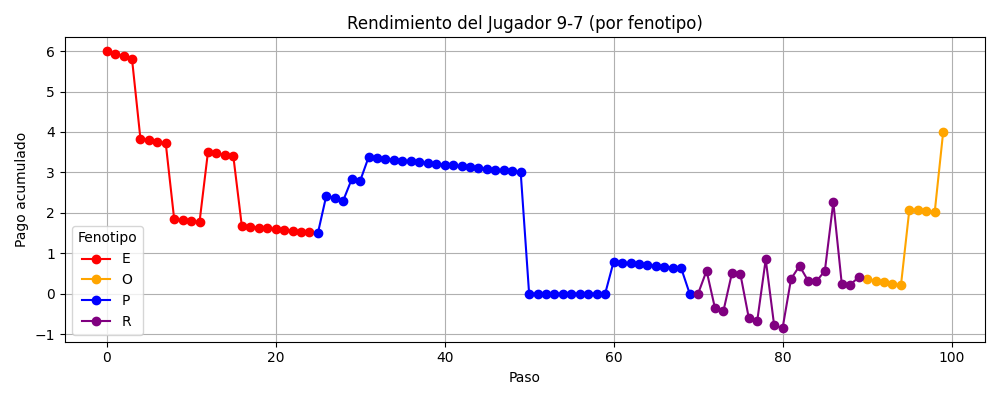 Rendimiento del Jugador 9-7 (por fenotipo)
Pago acumulado
6
5
4
3
2
1
0
−1
Fenotipo
E
O
P
R
0
20
40
60
80
100
Paso